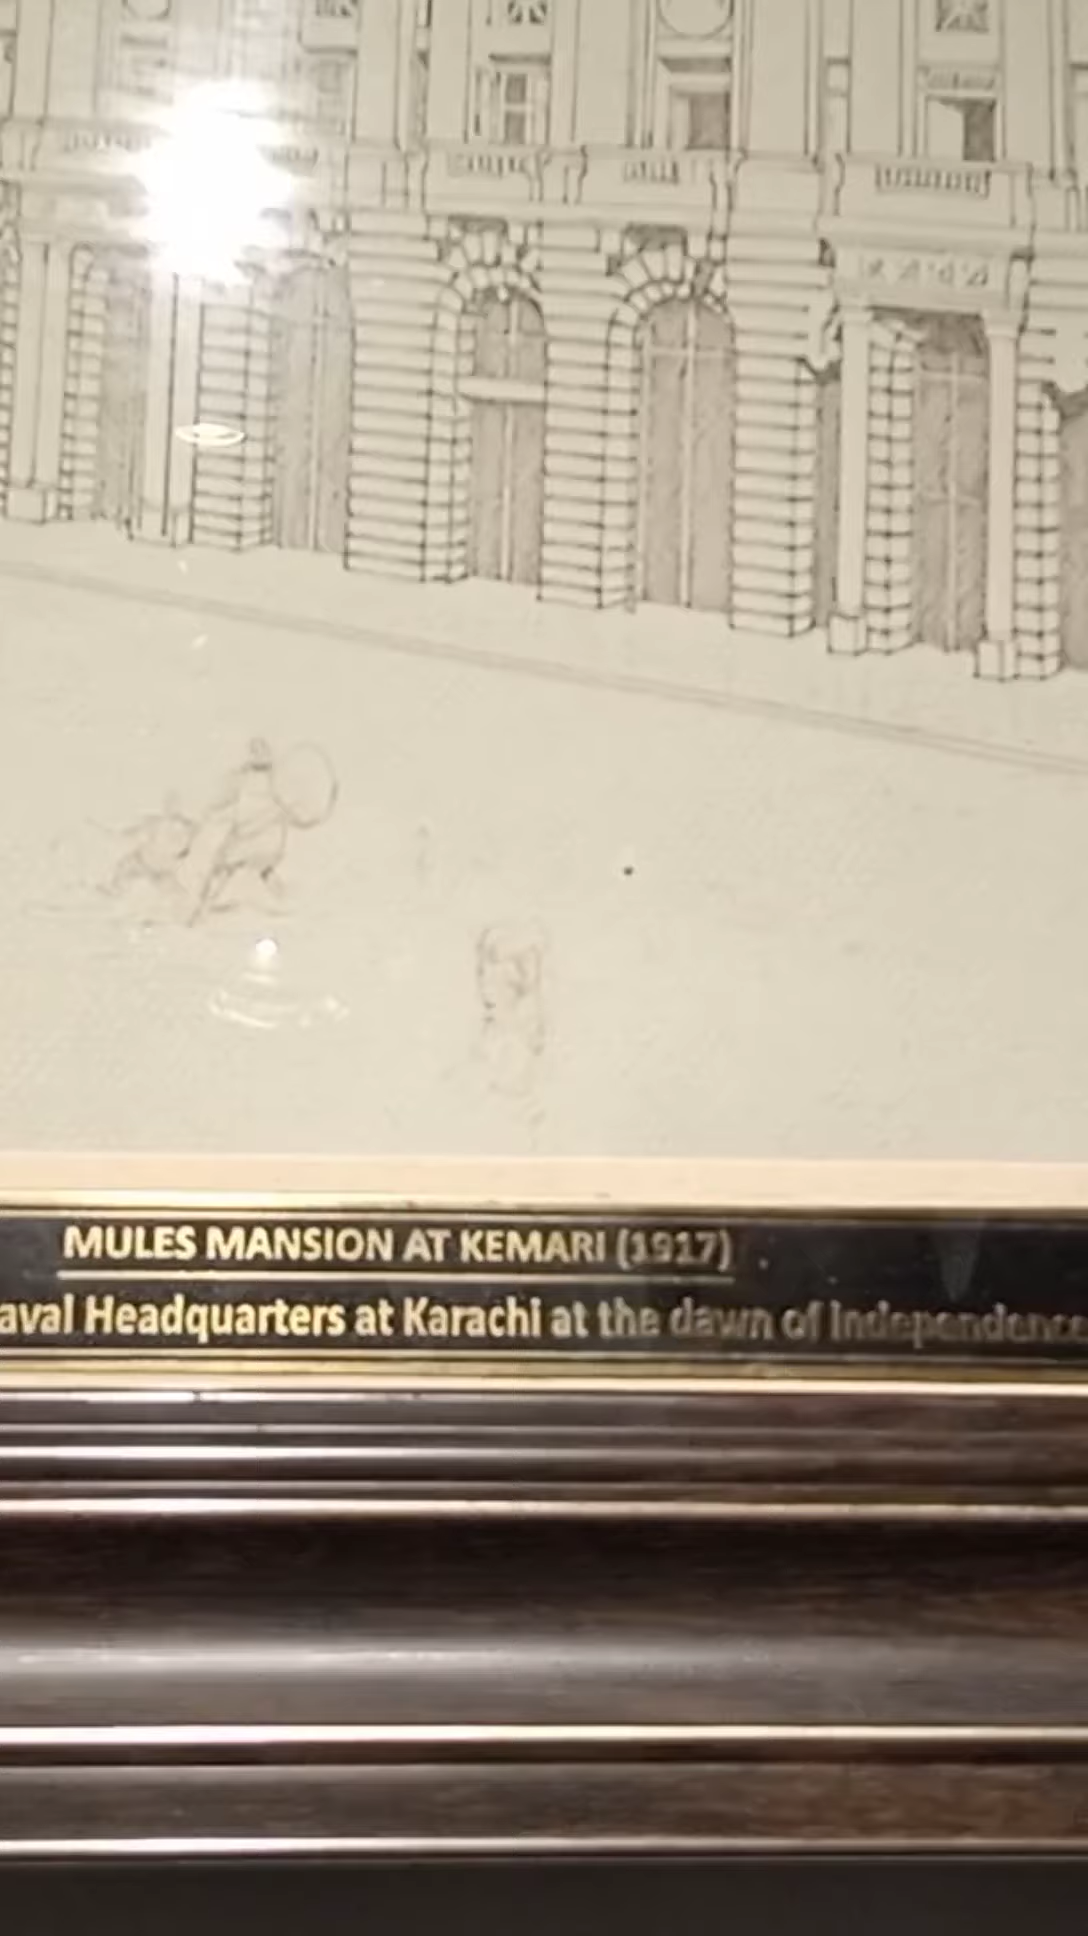 MULES MANSION AT KEMARI (1917)
aval Headquarters at Karachi at the dawn of Independence